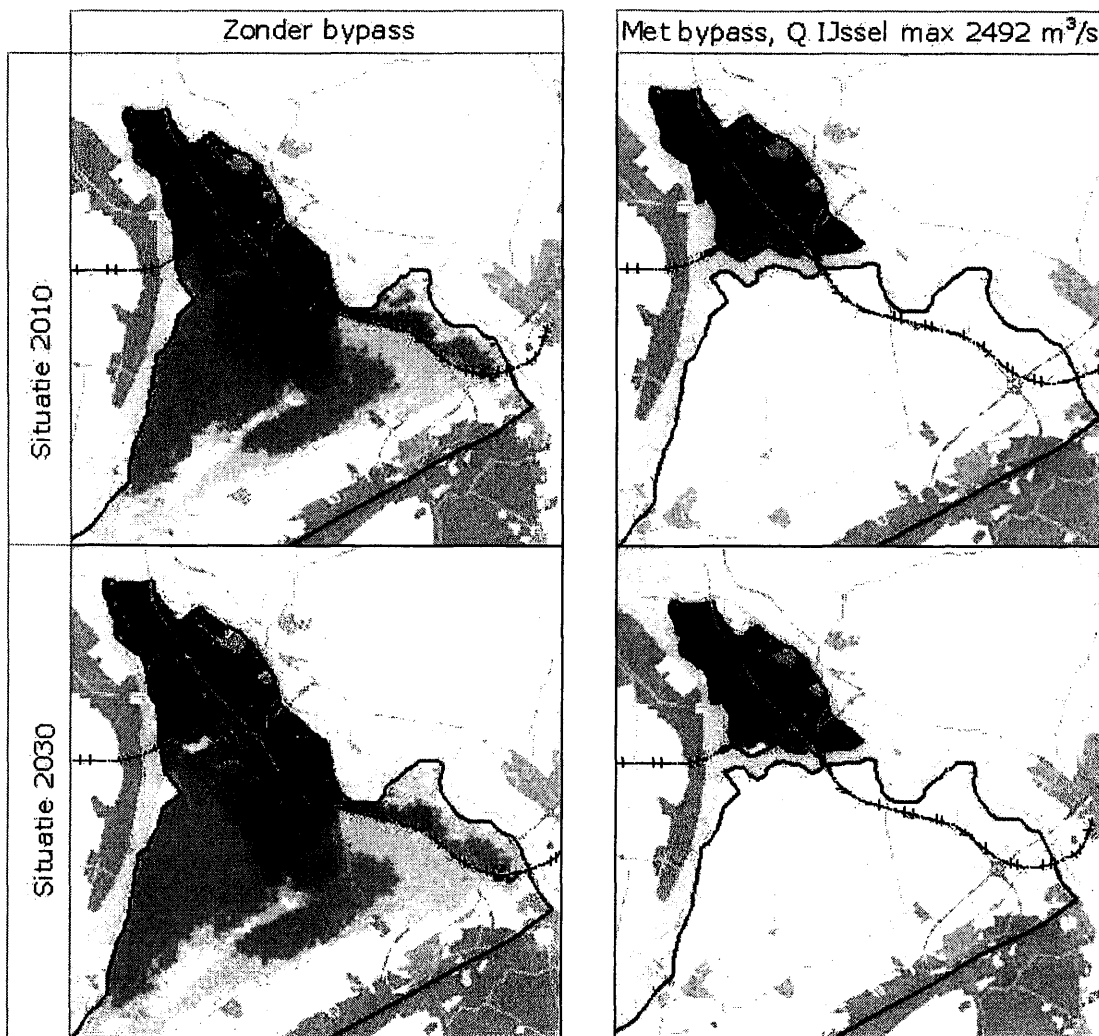 Zonder bypass
Met bypass, Q IJssel max 2492 m³/s
Situatie 2010
Situatie 2030